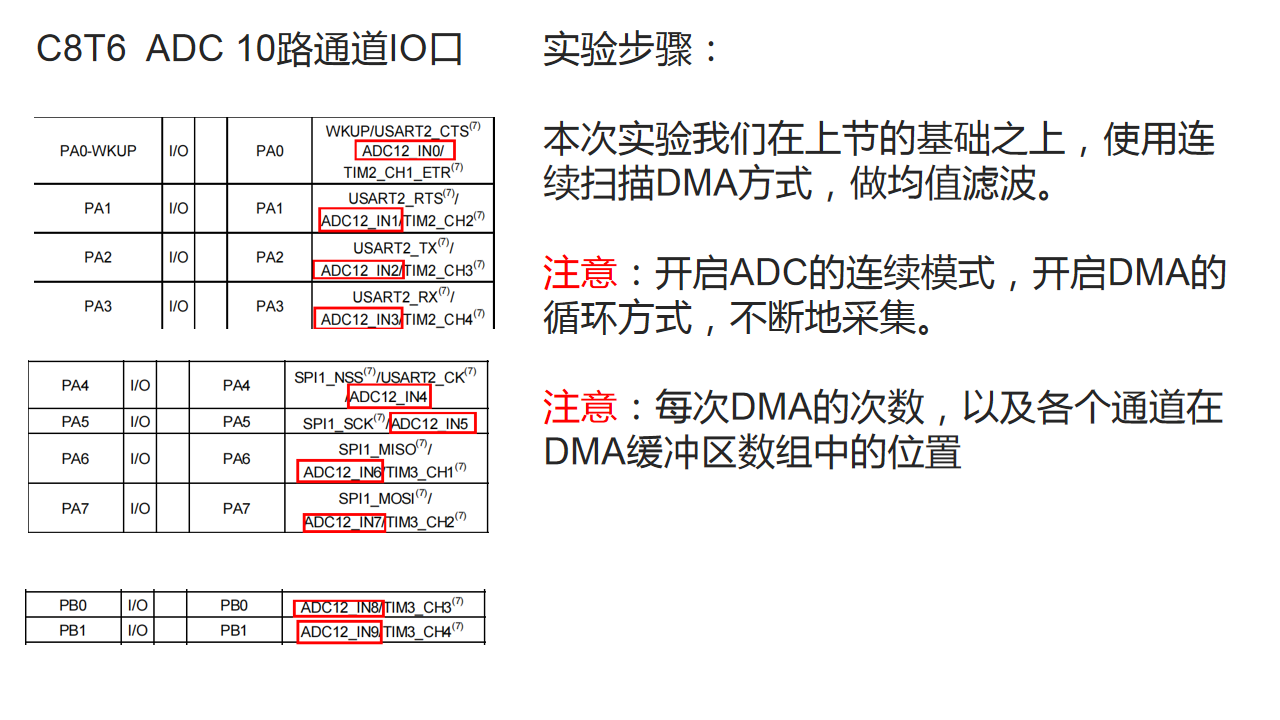 C8T6 ADC 10路通道IO口
PA0-WKUP I/O PA0 WKUP/USART2_CTS(7)
ADC12_IN0/
TIM2_CH1_ETR(7)
PA1 I/O PA1 USART2_RTS(7)/
ADC12_IN1/TIM2_CH2(7)
PA2 I/O PA2 USART2_TX(7)/
ADC12_IN2/TIM2_CH3(7)
PA3 I/O PA3 USART2_RX(7)/
ADC12_IN3/TIM2_CH4(7)
PA4 I/O PA4 SPI1_NSS(7)/USART2_CK(7)
/ADC12_IN4
PA5 I/O PA5 SPI1_SCK(7)/ADC12_IN5
PA6 I/O PA6 SPI1_MISO(7)/
ADC12_IN6/TIM3_CH1(7)
PA7 I/O PA7 SPI1_MOSI(7)/
ADC12_IN7/TIM3_CH2(7)
PB0 I/O PB0 ADC12_IN8/TIM3_CH3(7)
PB1 I/O PB1 ADC12_IN9/TIM3_CH4(7)
实验步骤：
本次实验我们在上节的基础之上，使用连
续扫描DMA方式，做均值滤波。
注意：开启ADC的连续模式，开启DMA的
循环方式，不断地采集。
注意：每次DMA的次数，以及各个通道在
DMA缓冲区数组中的位置